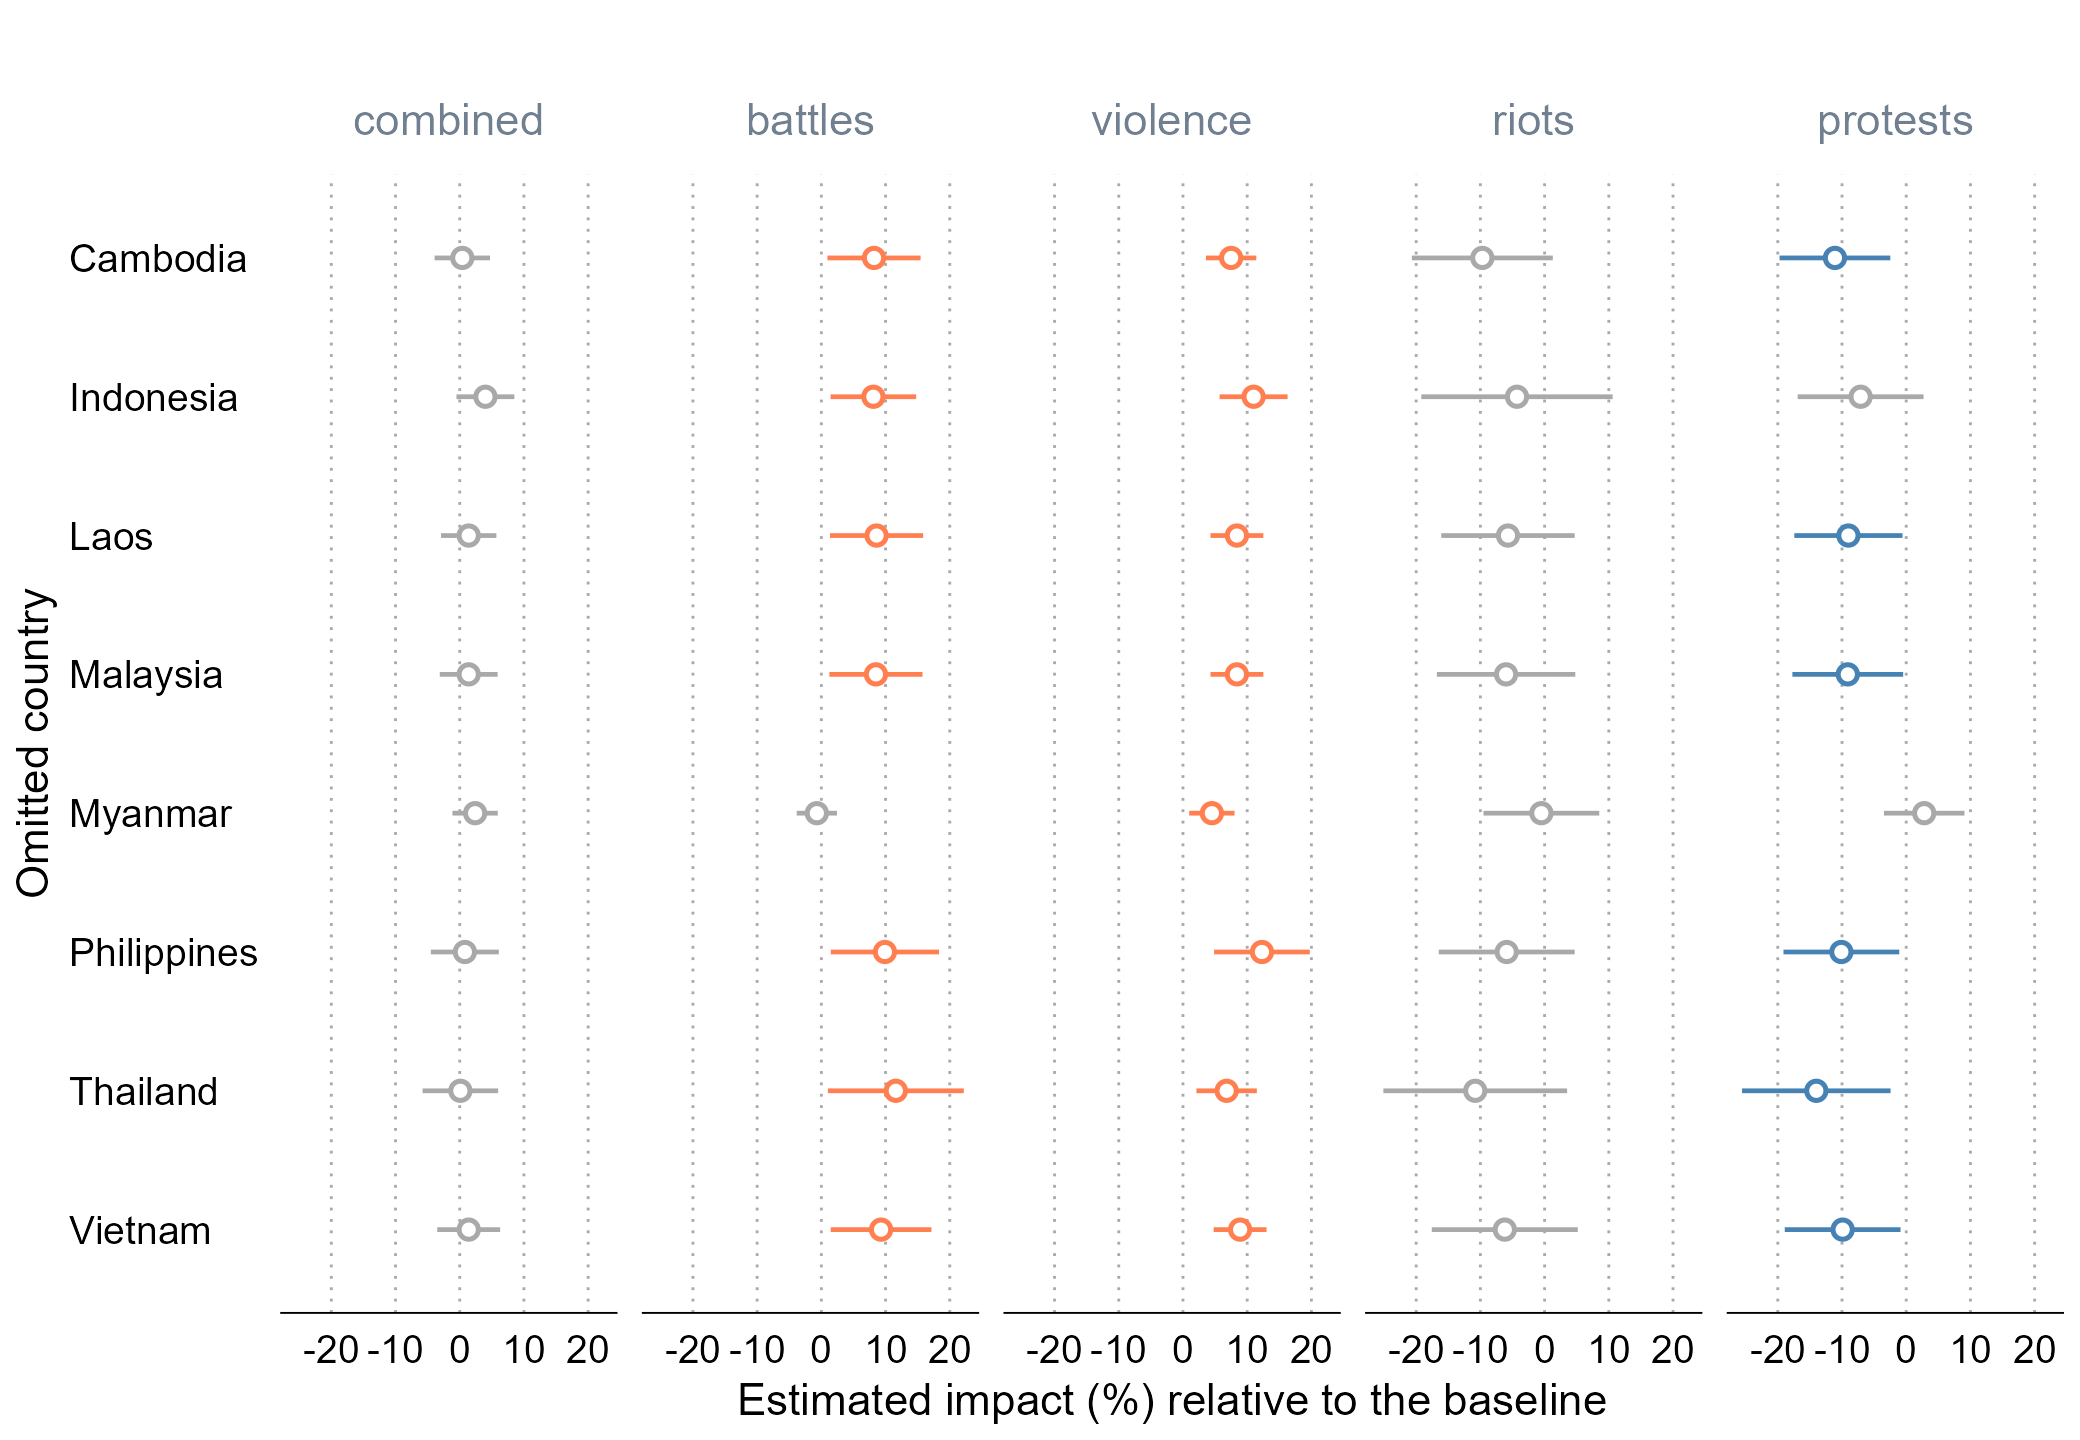 combined battles violence riots protests
Omitted country
Cambodia
Indonesia
Laos
Malaysia
Myanmar
Philippines
Thailand
Vietnam
-20 -10 0 10 20 -20 -10 0 10 20 -20 -10 0 10 20 -20 -10 0 10 20 -20 -10 0 10 20
Estimated impact (%) relative to the baseline